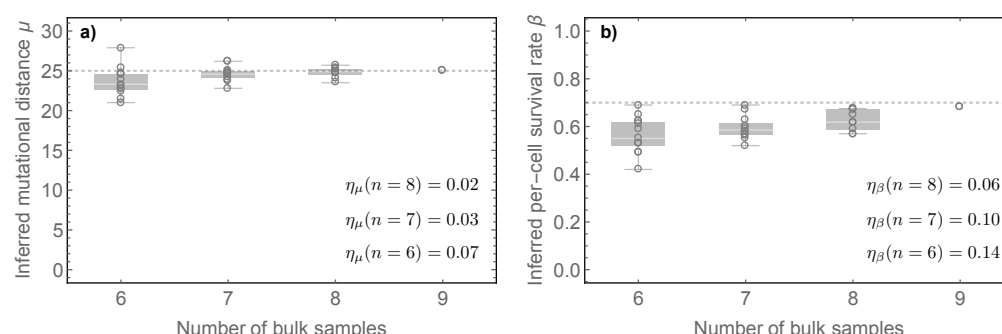 a)
Inferred mutational distance μ
30
25
20
15
10
5
0
η_μ(n = 8) = 0.02
η_μ(n = 7) = 0.03
η_μ(n = 6) = 0.07
6 7 8 9
Number of bulk samples
b)
Inferred per-cell survival rate β
1.0
0.8
0.6
0.4
0.2
0.0
η_β(n = 8) = 0.06
η_β(n = 7) = 0.10
η_β(n = 6) = 0.14
6 7 8 9
Number of bulk samples